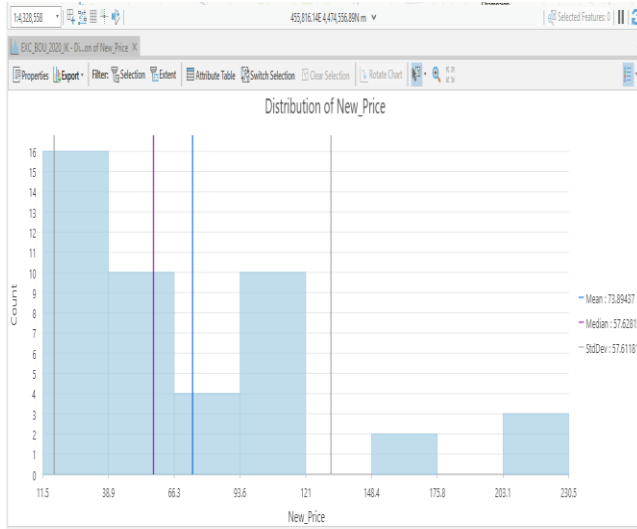 1:4,328,558
455,816.14E 4,474,556.89N m
Selected Features: 0
EXC_BOU_2020_JK - Di...on of New_Price
Properties Export Filter: Selection Extent Attribute Table Switch Selection Clear Selection Rotate Chart
Distribution of New_Price
16
15
14
13
12
11
10
9
8
7
6
5
4
3
2
1
0
Count
11.5 38.9 66.3 93.6 121 148.4 175.8 203.1 230.5
New_Price
Mean : 73.89437
Median : 57.6281
StdDev : 57.61181